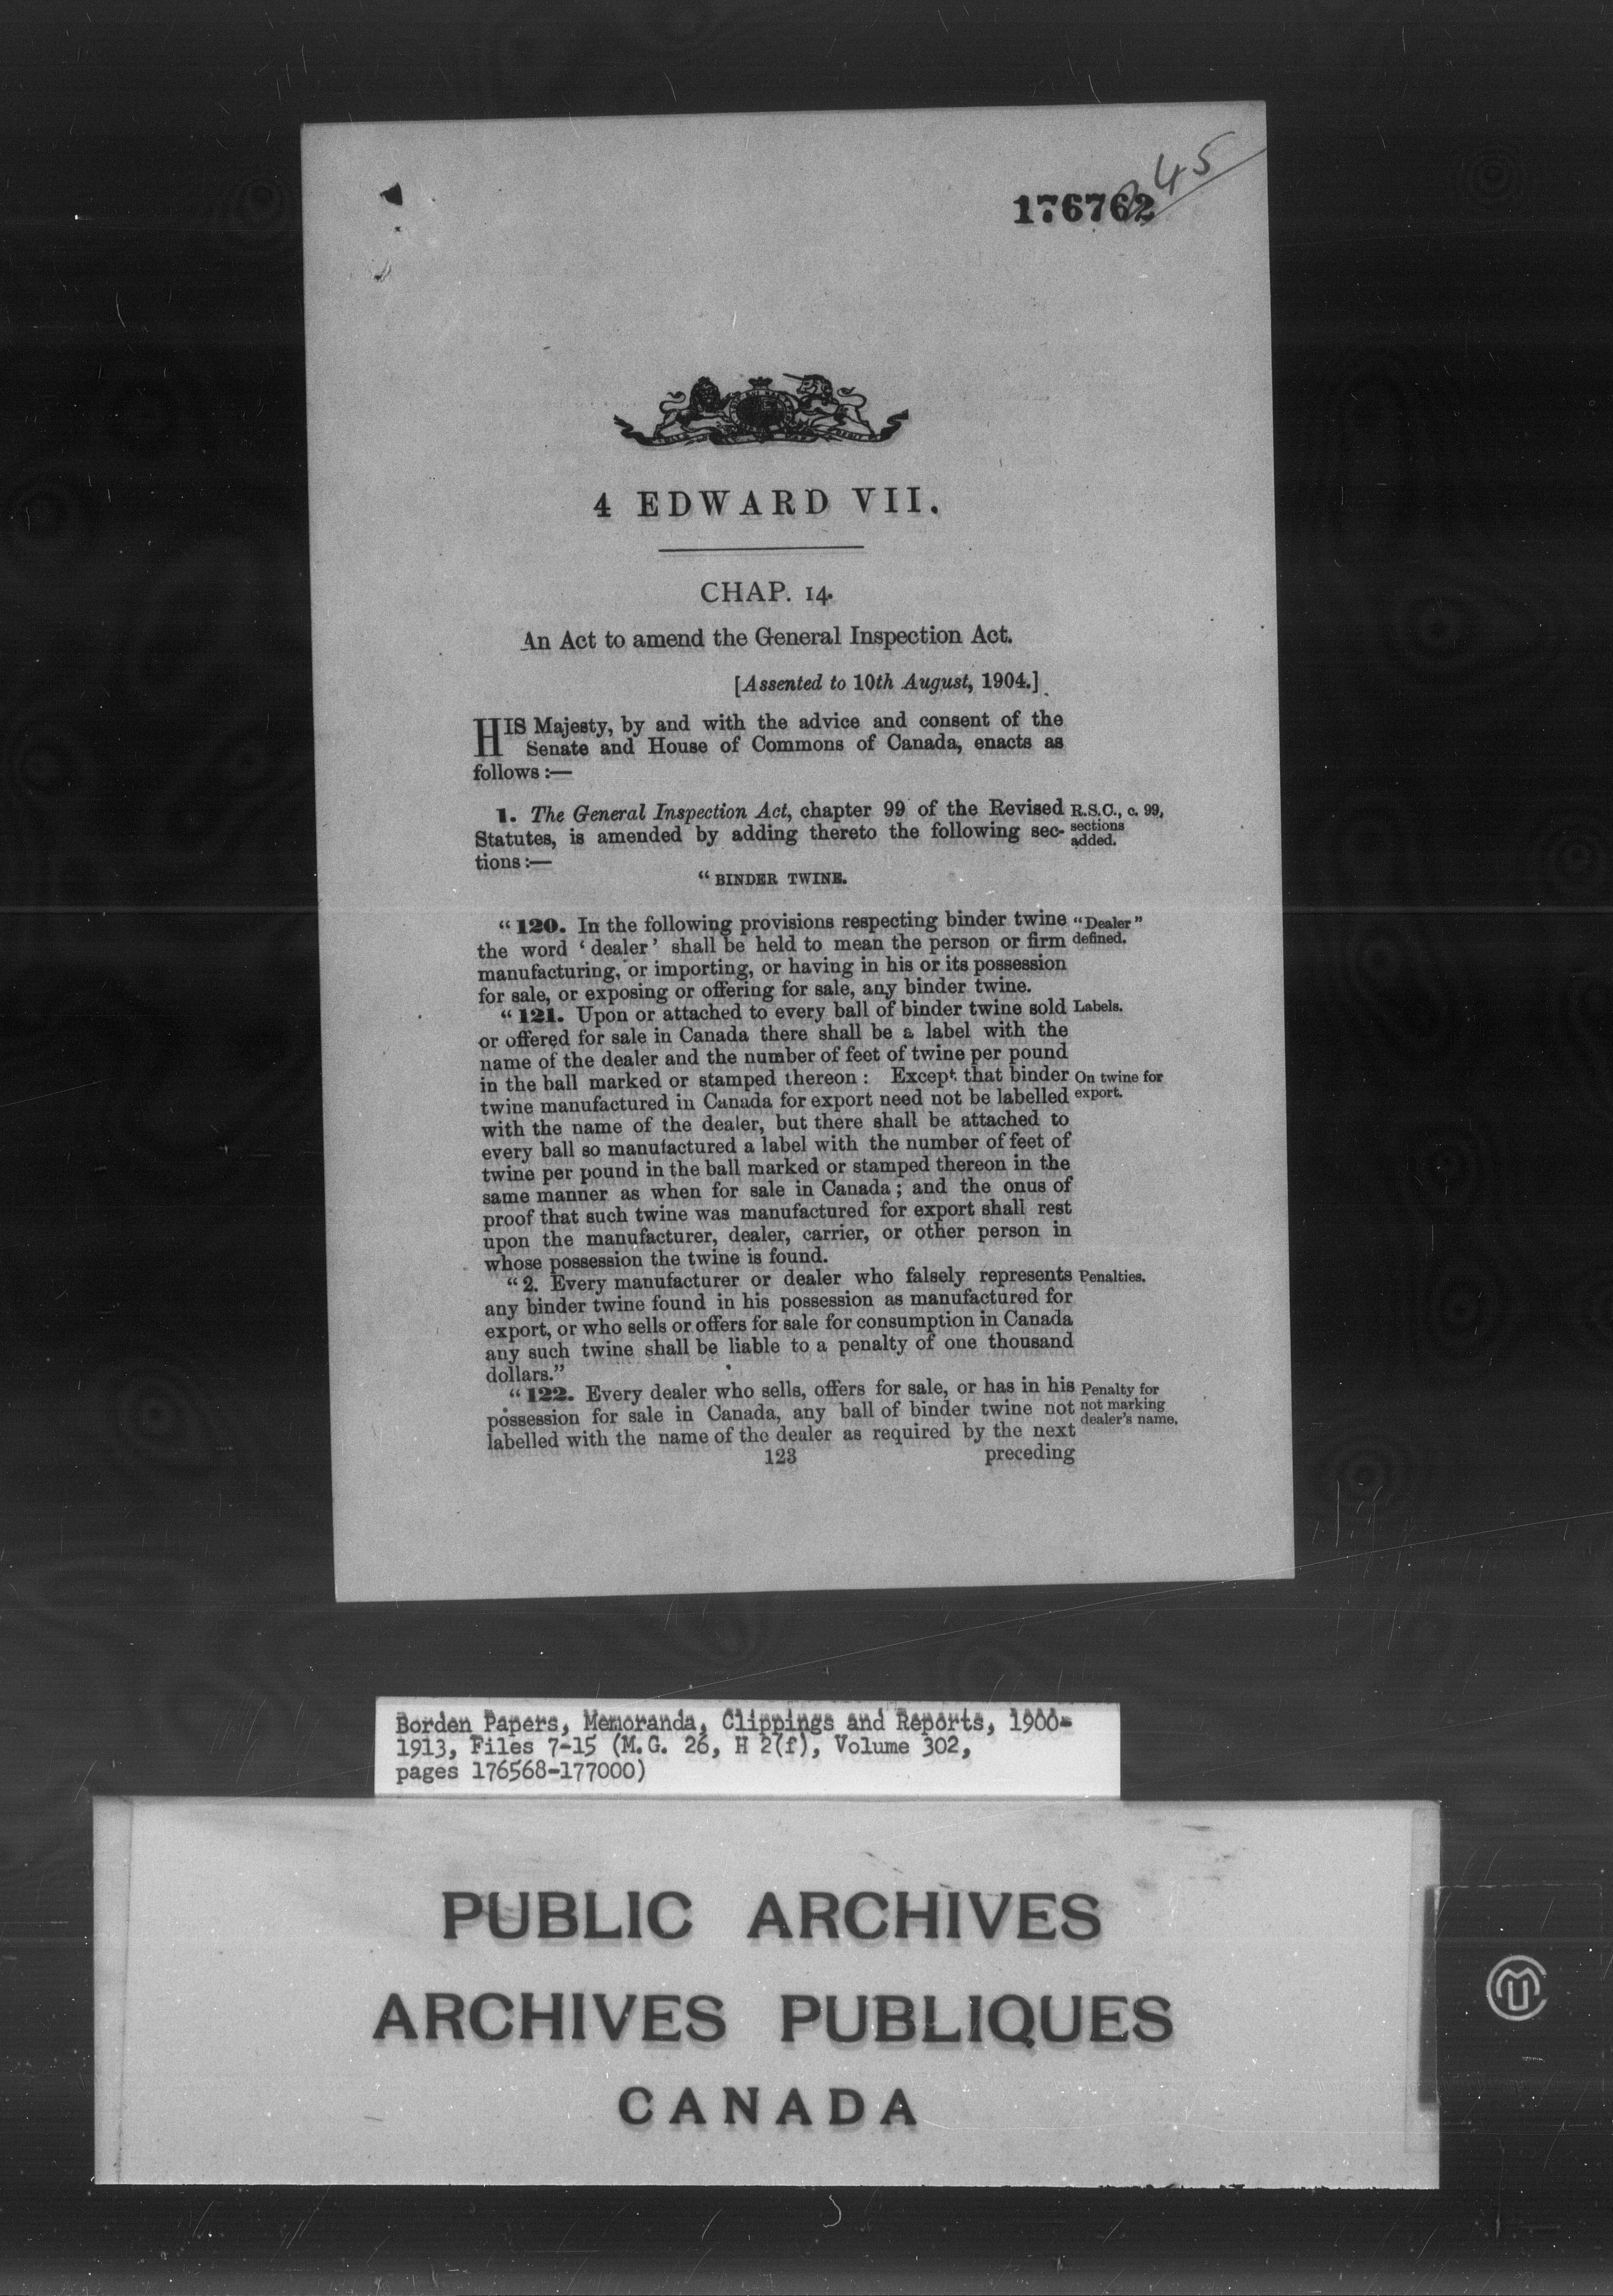 45
176762
4 EDWARD VII.
CHAP. 14.
An Act to amend the General Inspection Act.
[Assented to 10th August, 1904.]
HIS Majesty, by and with the advice and consent of the
Senate and House of Commons of Canada, enacts as
follows :—
1. The General Inspection Act, chapter 99 of the Revised
Statutes, is amended by adding thereto the following sec-
tions :—
R.S.C., c. 99,
sections
added.
“ BINDER TWINE.
“ 120. In the following provisions respecting binder twine
the word ‘ dealer ’ shall be held to mean the person or firm
manufacturing, or importing, or having in his or its possession
for sale, or exposing or offering for sale, any binder twine.
“ Dealer ”
defined.
“ 121. Upon or attached to every ball of binder twine sold
or offered for sale in Canada there shall be a label with the
name of the dealer and the number of feet of twine per pound
in the ball marked or stamped thereon : Except that binder
twine manufactured in Canada for export need not be labelled
with the name of the dealer, but there shall be attached to
every ball so manufactured a label with the number of feet of
twine per pound in the ball marked or stamped thereon in the
same manner as when for sale in Canada ; and the onus of
proof that such twine was manufactured for export shall rest
upon the manufacturer, dealer, carrier, or other person in
whose possession the twine is found.
Labels.
On twine for
export.
“ 2. Every manufacturer or dealer who falsely represents
any binder twine found in his possession as manufactured for
export, or who sells or offers for sale for consumption in Canada
any such twine shall be liable to a penalty of one thousand
dollars.”
Penalties.
“ 122. Every dealer who sells, offers for sale, or has in his
possession for sale in Canada, any ball of binder twine not
labelled with the name of the dealer as required by the next
Penalty for
not marking
dealer's name.
123
preceding
Borden Papers, Memoranda, Clippings and Reports, 1900-
1913, Files 7-15 (M.G. 26, H 2(f), Volume 302,
pages 176568-177000)
PUBLIC ARCHIVES
ARCHIVES PUBLIQUES
CANADA